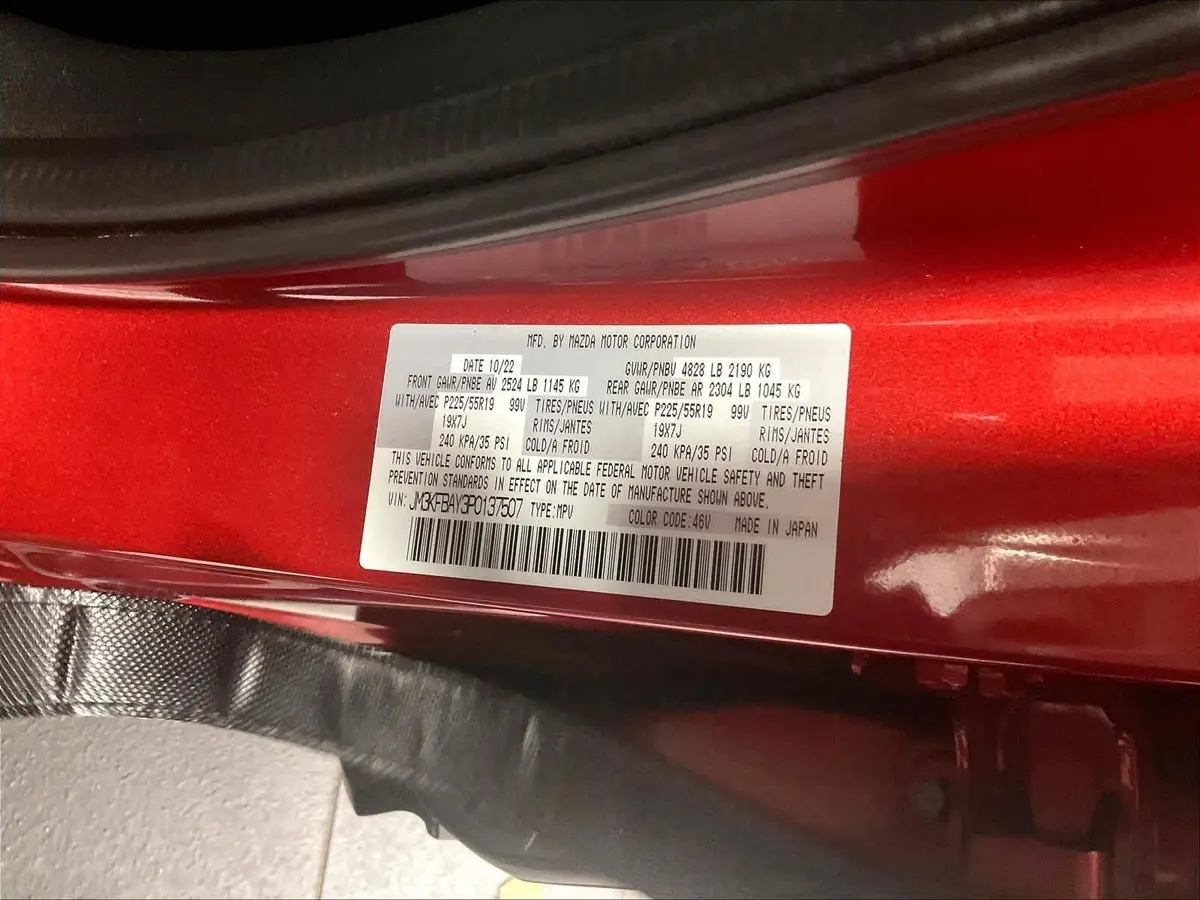 MFD. BY MAZDA MOTOR CORPORATION
DATE 10/22 GVWR/PNBV 4828 LB 2190 KG
FRONT GAWR/PNBE AV 2524 LB 1145 KG REAR GAWR/PNBE AR 2304 LB 1045 KG
WITH/AVEC P225/55R19 99V TIRES/PNEUS WITH/AVEC P225/55R19 99V TIRES/PNEUS
19X7J RIMS/JANTES 19X7J RIMS/JANTES
240 KPA/35 PSI COLD/A FROID 240 KPA/35 PSI COLD/A FROID
THIS VEHICLE CONFORMS TO ALL APPLICABLE FEDERAL MOTOR VEHICLE SAFETY AND THEFT
PREVENTION STANDARDS IN EFFECT ON THE DATE OF MANUFACTURE SHOWN ABOVE.
VIN: JM3KFBAY3P0137507 TYPE:MPV COLOR CODE:46V MADE IN JAPAN